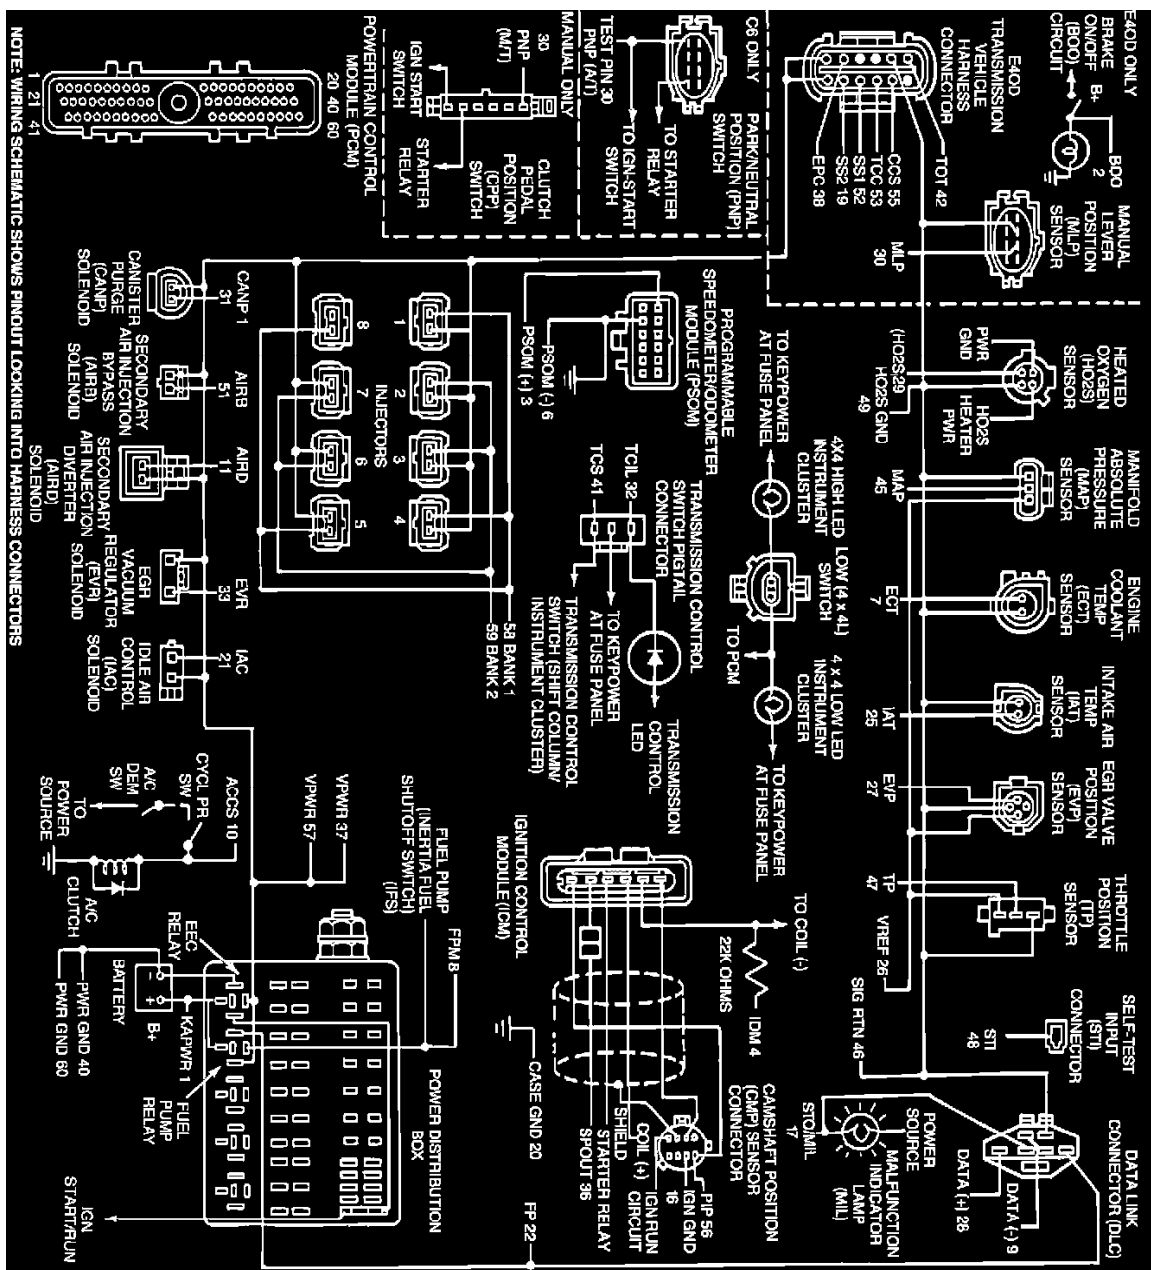 E4OD ONLY
BRAKE
ON/OFF
(BOO)
CIRCUIT
B+
BOO
2
E4OD
TRANSMISSION
VEHICLE
HARNESS
CONNECTOR
TOT 42
CCS 55
TCC 53
SS1 52
SS2 19
EPC 38
MANUAL
LEVER
POSITION
(MLP)
SENSOR
MLP
30
HEATED
OXYGEN
(HO2S)
SENSOR
PWR
GND
(HO2S)29
HO2S GND
49
HO2S
HEATER
PWR
MANIFOLD
ABSOLUTE
PRESSURE
(MAP)
SENSOR
MAP
45
ENGINE
COOLANT
TEMP
(ECT)
SENSOR
ECT
7
INTAKE AIR
TEMP
(IAT)
SENSOR
IAT
25
EGR VALVE
POSITION
(EVP)
SENSOR
EVP
27
THROTTLE
POSITION
(TP)
SENSOR
TP
47
VREF 26
SIG RTN 46
SELF-TEST
INPUT
(STI)
CONNECTOR
STI
48
DATA LINK
CONNECTOR (DLC)
DATA (+) 28
DATA (-) 9
POWER
SOURCE
MALFUNCTION
INDICATOR
LAMP
(MIL)
STO/MIL
17
C6 ONLY
TEST PIN 30
PNP (A/T)
PARK/NEUTRAL
POSITION (PNP)
SWITCH
TO STARTER
RELAY
TO IGN-START
SWITCH
MANUAL ONLY
30
PNP
(M/T)
IGN START
SWITCH
CLUTCH
PEDAL
POSITION
(CPP)
SWITCH
STARTER
RELAY
POWERTRAIN CONTROL
MODULE (PCM)
20 40 60
1 21 41
PROGRAMMABLE
SPEEDOMETER/ODOMETER
MODULE (PSOM)
PSOM (-) 6
PSOM (+) 3
TO KEYPOWER
AT FUSE PANEL
4X4 HIGH LED
INSTRUMENT
CLUSTER
LOW (4 x 4L)
SWITCH
TO PCM
4 x 4 LOW LED
INSTRUMENT
CLUSTER
TO KEYPOWER
AT FUSE PANEL
TRANSMISSION CONTROL
SWITCH PIGTAIL
CONNECTOR
TCIL 32
TCS 41
TRANSMISSION
CONTROL
LED
TO KEYPOWER
AT FUSE PANEL
TRANSMISSION CONTROL
SWITCH (SHIFT COLUMN/
INSTRUMENT CLUSTER)
1
2
3
4
INJECTORS
8
7
6
5
58 BANK 1
59 BANK 2
CANP 1
31
CANISTER
PURGE
(CANP)
SOLENOID
AIRB
51
SECONDARY
AIR INJECTION
BYPASS
(AIRB)
SOLENOID
AIRD
11
SECONDARY
AIR INJECTION
DIVERTER
(AIRD)
SOLENOID
EVR
33
EGR
VACUUM
REGULATOR
(EVR)
SOLENOID
IAC
21
IDLE AIR
CONTROL
(IAC)
SOLENOID
TO COIL (-)
22K OHMS
IDM 4
IGNITION CONTROL
MODULE (ICM)
CASE GND 20
CAMSHAFT POSITION
(CMP) SENSOR
CONNECTOR
PIP 56
IGN GND
16
IGN RUN
CIRCUIT
COIL (+)
SHIELD
STARTER RELAY
SPOUT 36
FP 22
VPWR 37
VPWR 57
FUEL PUMP
(INERTIA FUEL
SHUTOFF SWITCH)
(IFS)
FPM 8
ACCS 10
CYCL PR
SW
A/C
DEM
SW
TO
POWER
SOURCE
A/C
CLUTCH
EEC
RELAY
BATTERY
-
+
B+
KAPWR 1
PWR GND 40
PWR GND 60
FUEL
PUMP
RELAY
POWER DISTRIBUTION
BOX
IGN
START/RUN
NOTE: WIRING SCHEMATIC SHOWS PINOUT LOOKING INTO HARNESS CONNECTORS